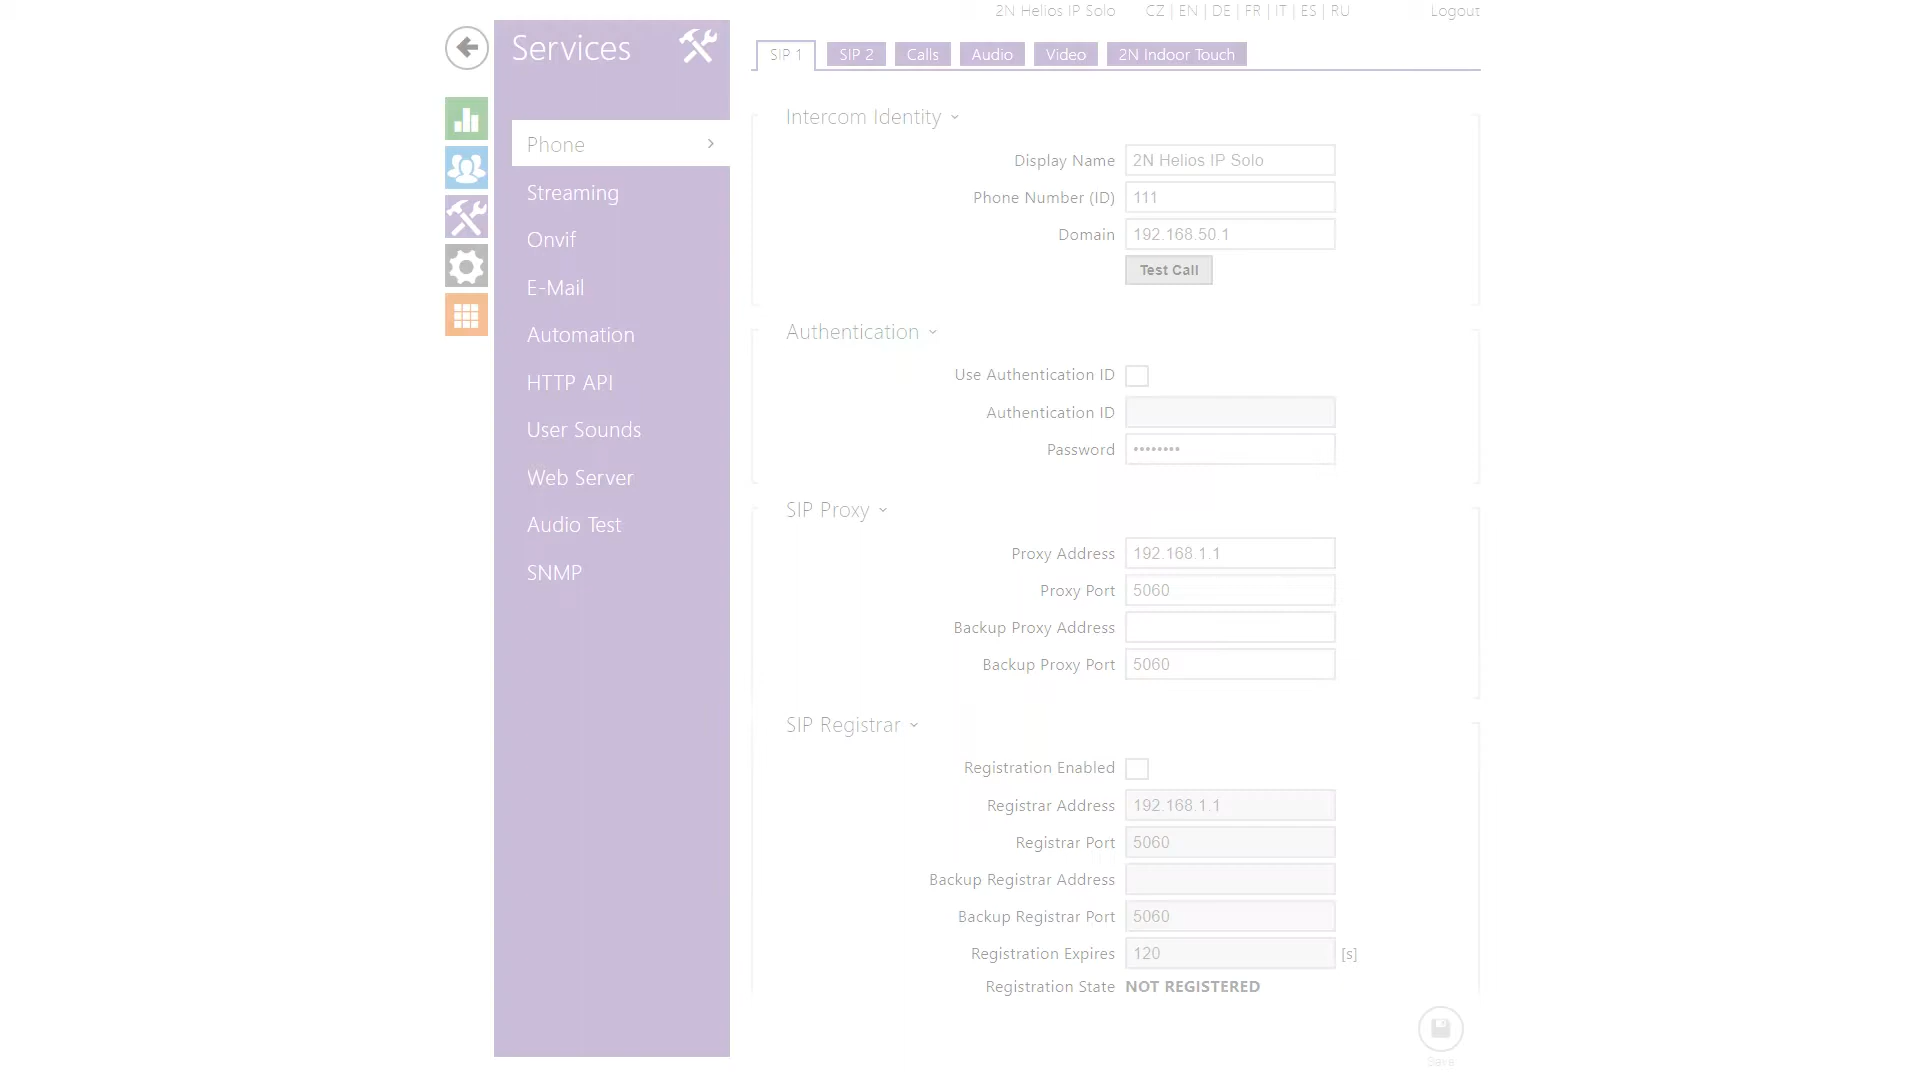 2N Helios IP Solo CZ | EN | DE | FR | IT | ES | RU Logout
Services
SIP 1 SIP 2 Calls Audio Video 2N Indoor Touch
Phone
Streaming
Onvif
E-Mail
Automation
HTTP API
User Sounds
Web Server
Audio Test
SNMP
Intercom Identity
Display Name 2N Helios IP Solo
Phone Number (ID) 111
Domain 192.168.50.1
Test Call
Authentication
Use Authentication ID
Authentication ID
Password ••••••••
SIP Proxy
Proxy Address 192.168.1.1
Proxy Port 5060
Backup Proxy Address
Backup Proxy Port 5060
SIP Registrar
Registration Enabled
Registrar Address 192.168.1.1
Registrar Port 5060
Backup Registrar Address
Backup Registrar Port 5060
Registration Expires 120 [s]
Registration State NOT REGISTERED
Save